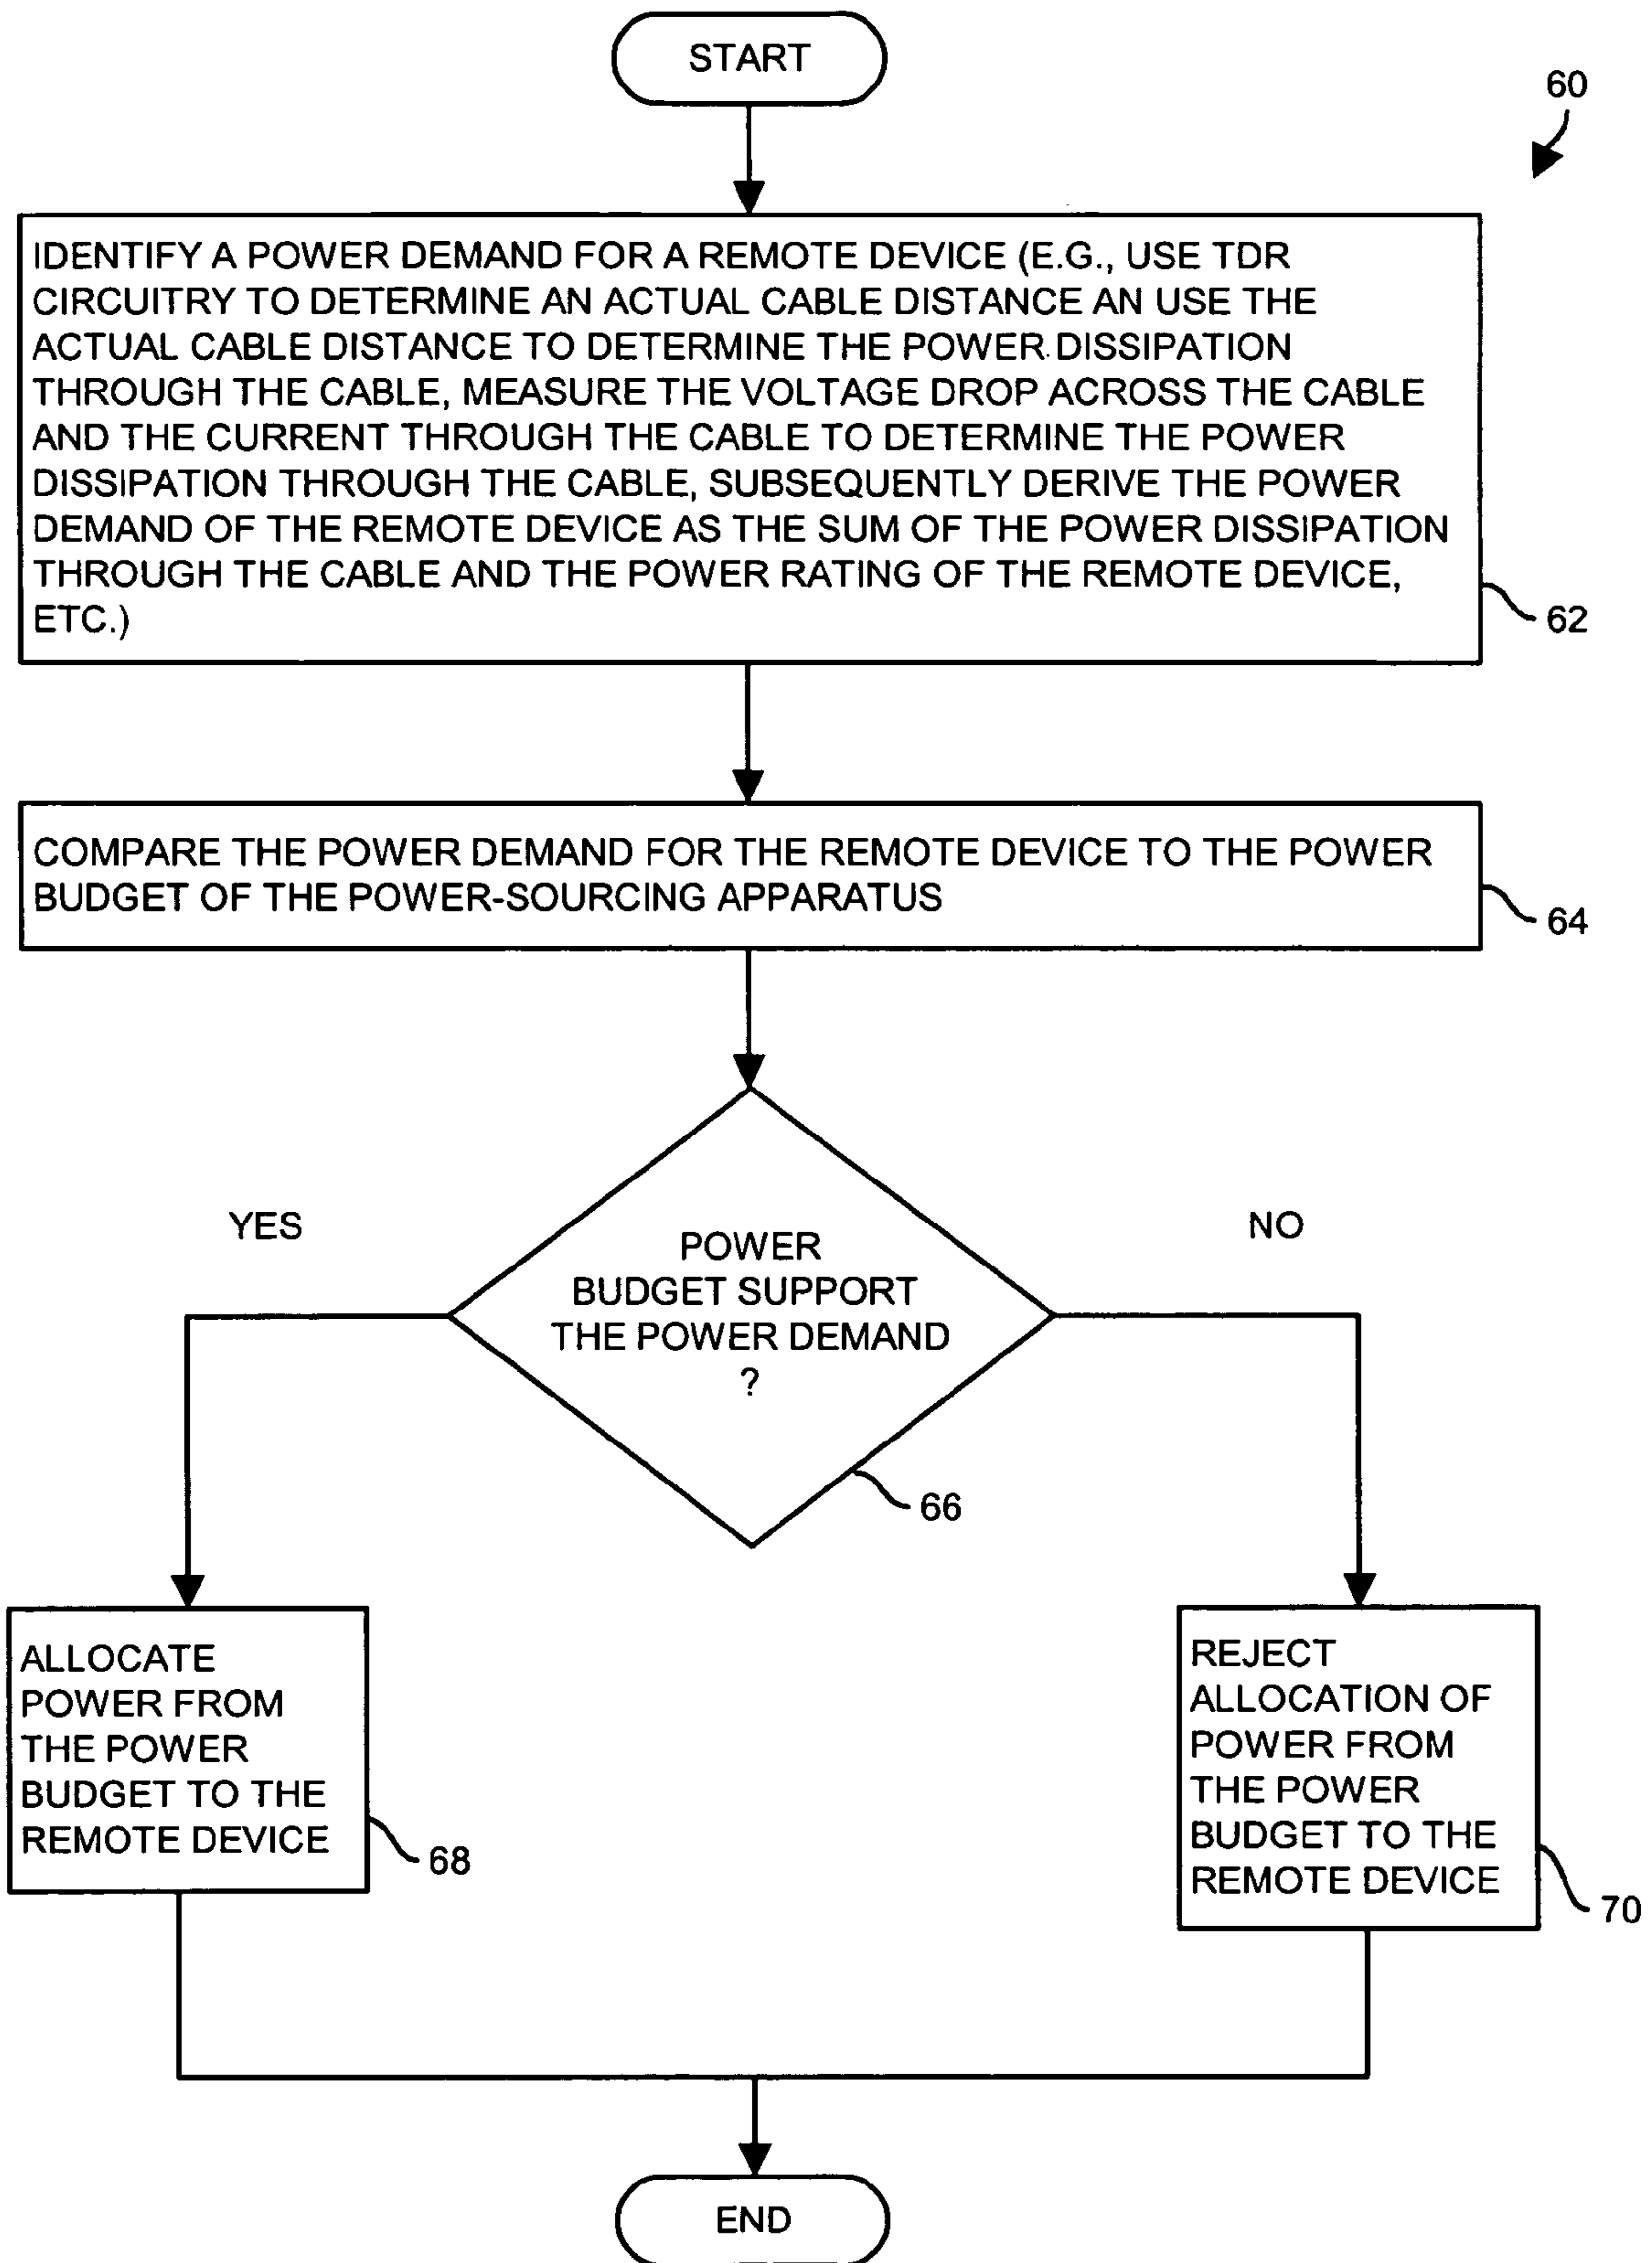 START
60
IDENTIFY A POWER DEMAND FOR A REMOTE DEVICE (E.G., USE TDR
CIRCUITRY TO DETERMINE AN ACTUAL CABLE DISTANCE AN USE THE
ACTUAL CABLE DISTANCE TO DETERMINE THE POWER DISSIPATION
THROUGH THE CABLE, MEASURE THE VOLTAGE DROP ACROSS THE CABLE
AND THE CURRENT THROUGH THE CABLE TO DETERMINE THE POWER
DISSIPATION THROUGH THE CABLE, SUBSEQUENTLY DERIVE THE POWER
DEMAND OF THE REMOTE DEVICE AS THE SUM OF THE POWER DISSIPATION
THROUGH THE CABLE AND THE POWER RATING OF THE REMOTE DEVICE,
ETC.)
62
COMPARE THE POWER DEMAND FOR THE REMOTE DEVICE TO THE POWER
BUDGET OF THE POWER-SOURCING APPARATUS
64
YES
NO
POWER
BUDGET SUPPORT
THE POWER DEMAND
?
66
ALLOCATE
POWER FROM
THE POWER
BUDGET TO THE
REMOTE DEVICE
68
REJECT
ALLOCATION OF
POWER FROM
THE POWER
BUDGET TO THE
REMOTE DEVICE
70
END